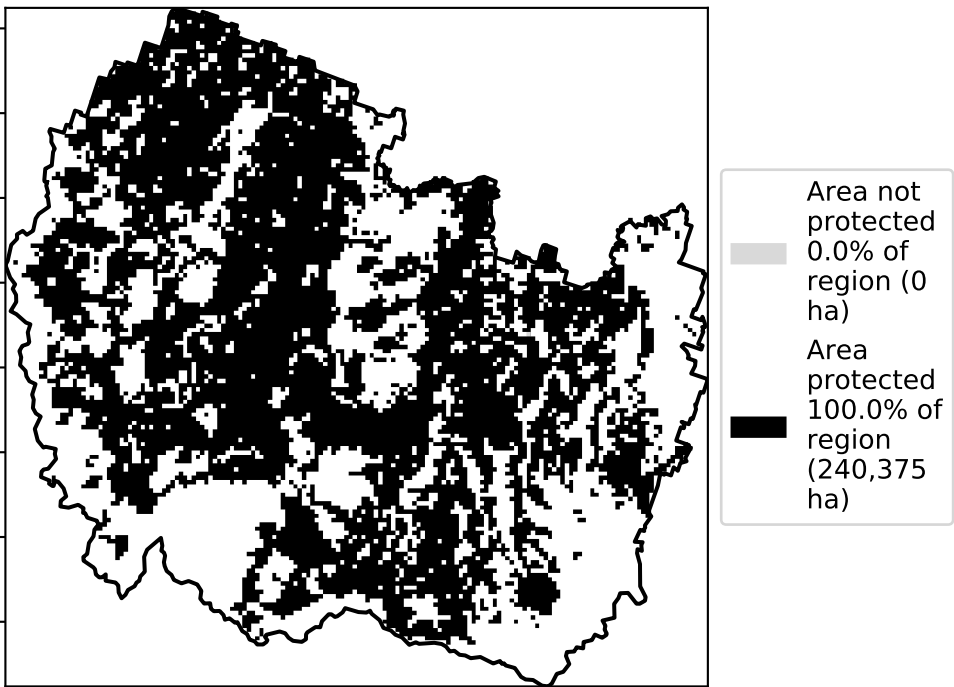 Area not
protected
0.0% of
region (0
ha)
Area
protected
100.0% of
region
(240,375
ha)